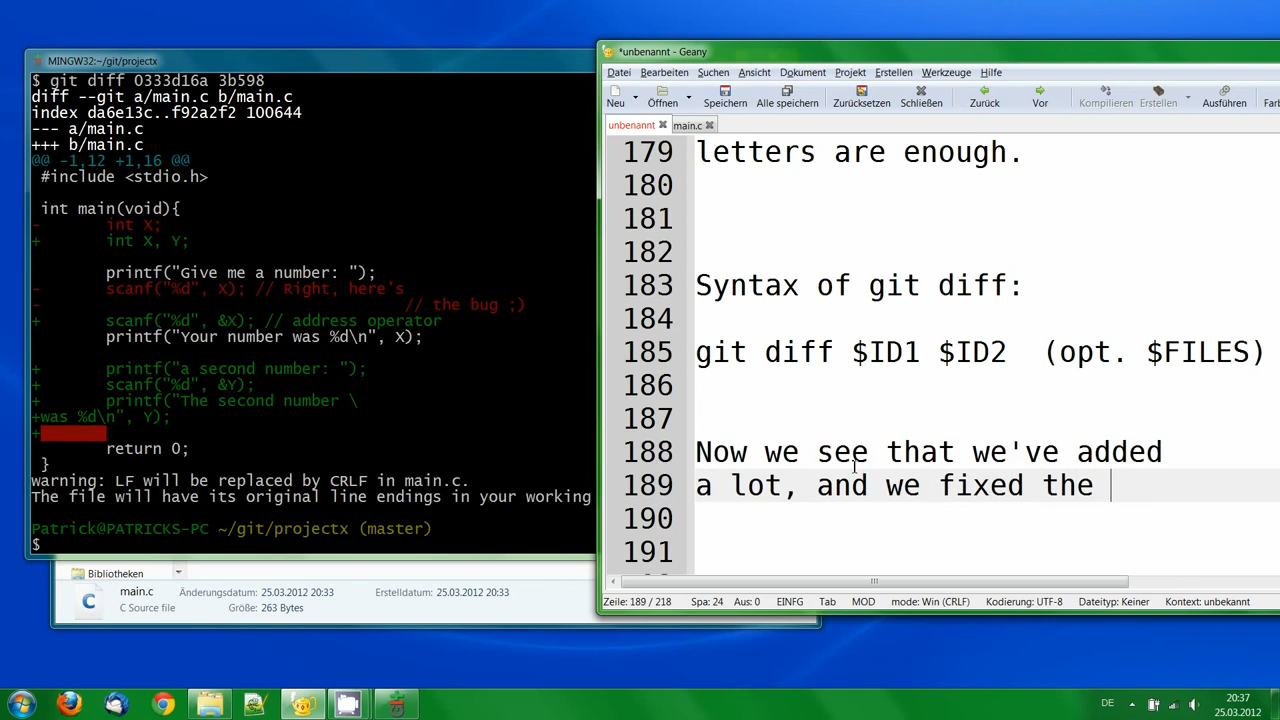 MINGW32:~/git/projectx
$ git diff 0333d16a 3b598
diff --git a/main.c b/main.c
index da6e13c..f92a2f2 100644
--- a/main.c
+++ b/main.c
@@ -1,12 +1,16 @@
#include <stdio.h>
int main(void){
-        int X;
+        int X, Y;
printf("Give me a number: ");
-        scanf("%d", X); // Right, here's
-                                        // the bug ;)
+        scanf("%d", &X); // address operator
printf("Your number was %d\n", X);
+        printf("a second number: ");
+        scanf("%d", &Y);
+        printf("The second number \
+was %d\n", Y);
+
return 0;
}
warning: LF will be replaced by CRLF in main.c.
The file will have its original line endings in your working
Patrick@PATRICKS-PC ~/git/projectx (master)
$
*unbenannt - Geany
Datei Bearbeiten Suchen Ansicht Dokument Projekt Erstellen Werkzeuge Hilfe
Neu Öffnen Speichern Alle speichern Zurücksetzen Schließen Zurück Vor Kompilieren Erstellen Ausführen Farb
unbenannt main.c
179 letters are enough.
180
181
182
183 Syntax of git diff:
184
185 git diff $ID1 $ID2  (opt. $FILES)
186
187
188 Now we see that we've added
189 a lot, and we fixed the
190
191
Zeile: 189 / 218 Spa: 24 Aus: 0 EINFG Tab MOD mode: Win (CRLF) Kodierung: UTF-8 Dateityp: Keiner Kontext: unbekannt
Bibliotheken
main.c Änderungsdatum: 25.03.2012 20:33 Erstelldatum: 25.03.2012 20:33
C Source file Größe: 263 Bytes
C
DE
20:37
25.03.2012